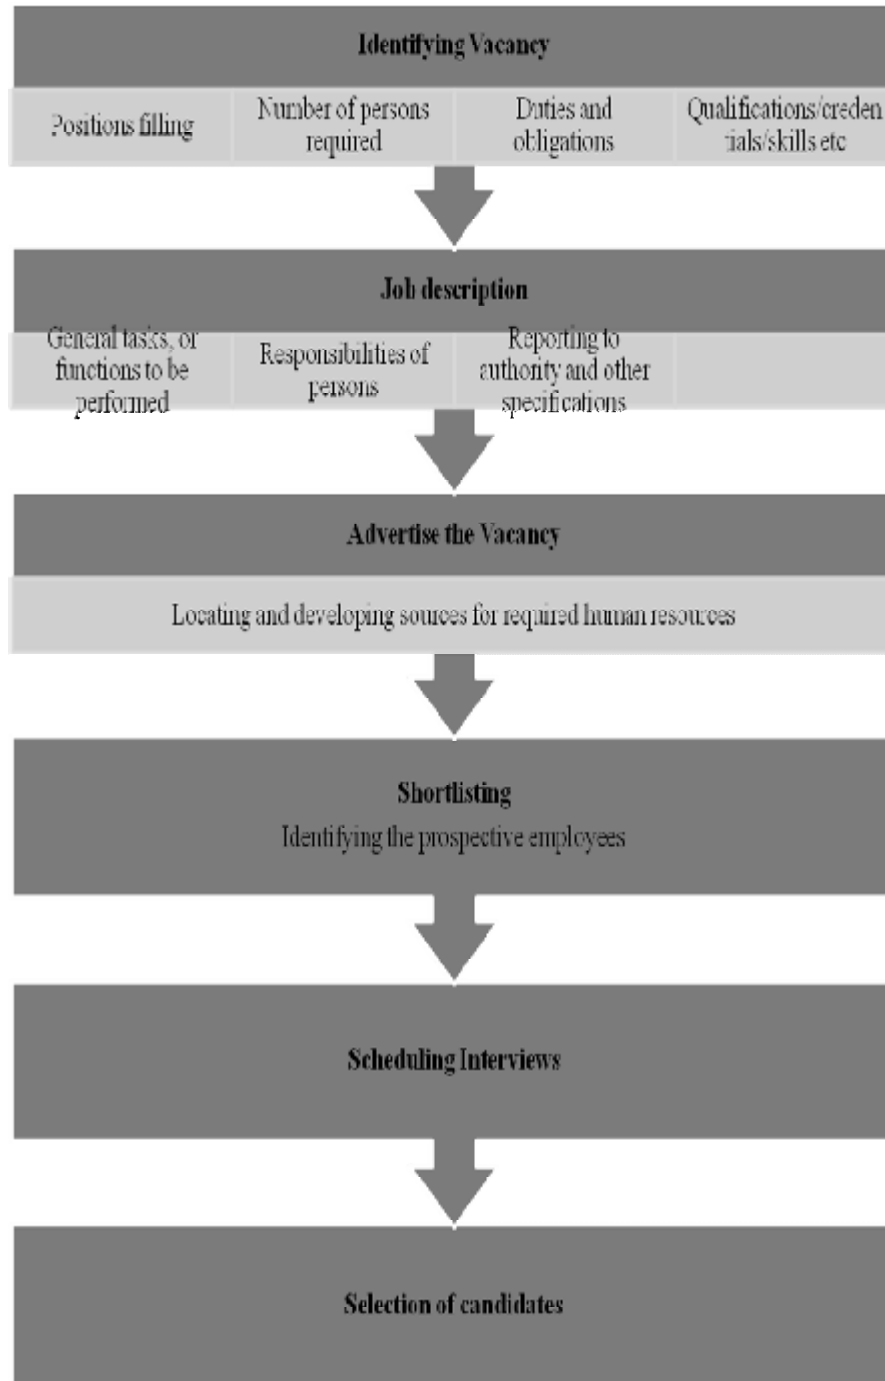 Identifying Vacancy
Positions filling
Number of persons
required
Duties and
obligations
Qualifications/creden
tials/skills etc
Job description
General tasks, or
functions to be
performed
Responsibilities of
persons
Reporting to
authority and other
specifications
Advertise the Vacancy
Locating and developing sources for required human resources
Shortlisting
Identifying the prospective employees
Scheduling Interviews
Selection of candidates